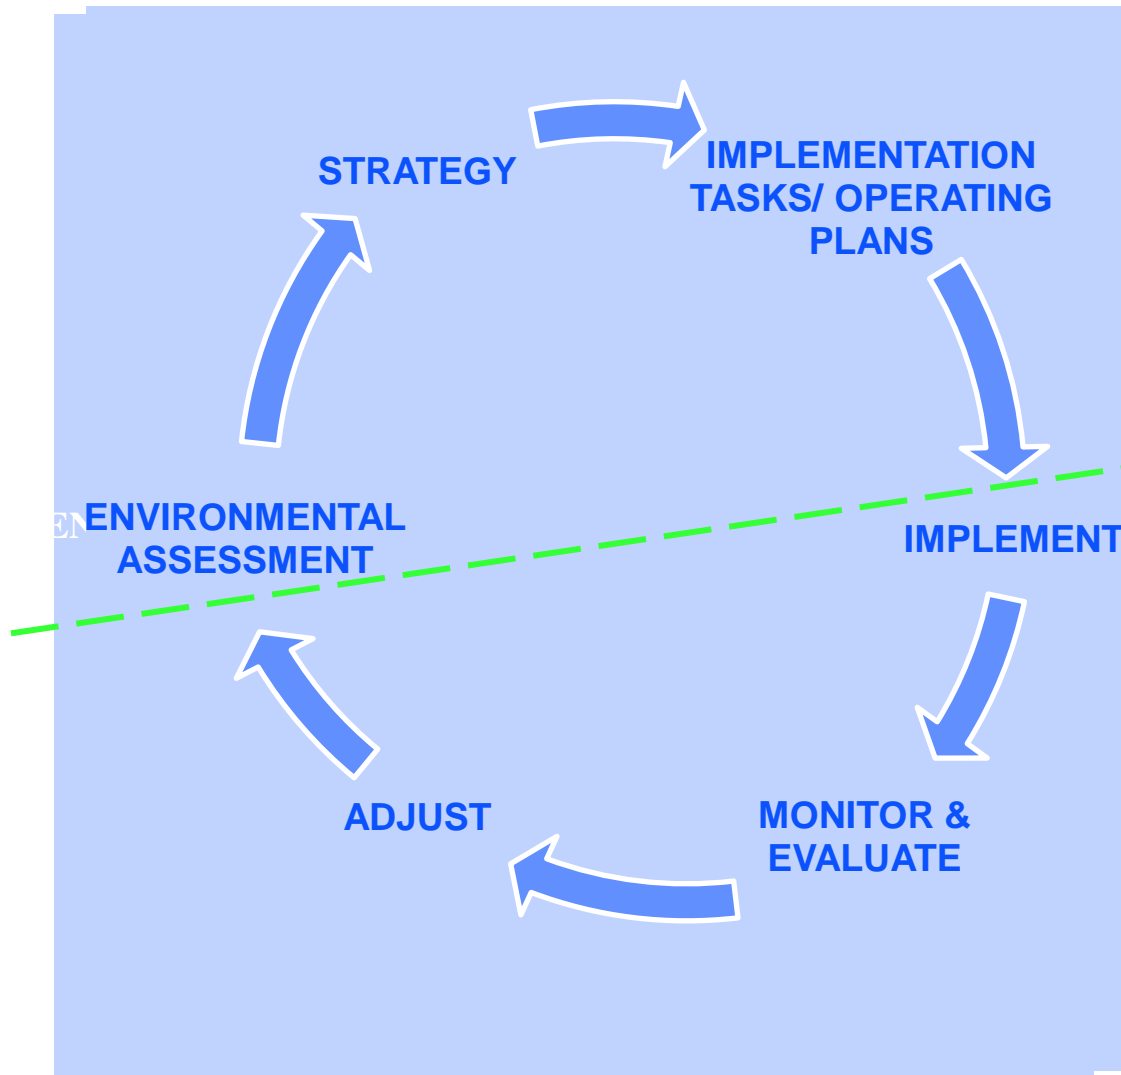 STRATEGY
IMPLEMENTATION
TASKS/ OPERATING
PLANS
ENVIRONMENTAL
ASSESSMENT
IMPLEMENT
ADJUST
MONITOR &
EVALUATE